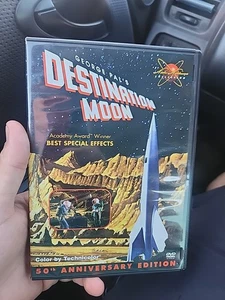 GEORGE PAL'S
DESTINATION
MOON
Academy Award Winner
BEST SPECIAL EFFECTS
Color by Technicolor
DVD
50th ANNIVERSARY EDITION